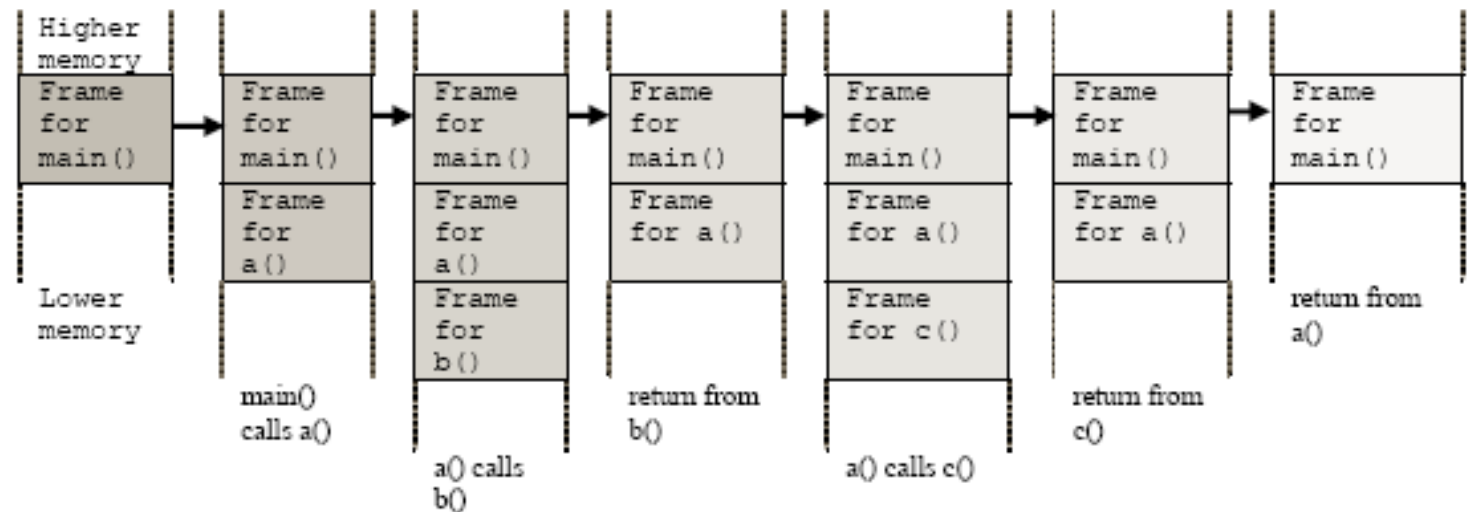 Higher
memory
Frame
for
main()
Lower
memory
Frame
for
main()
Frame
for
a()
main()
calls a()
Frame
for
main()
Frame
for
a()
Frame
for
b()
a() calls
b()
Frame
for
main()
Frame
for a()
return from
b()
Frame
for
main()
Frame
for a()
Frame
for c()
a() calls c()
Frame
for
main()
Frame
for a()
return from
c()
Frame
for
main()
return from
a()